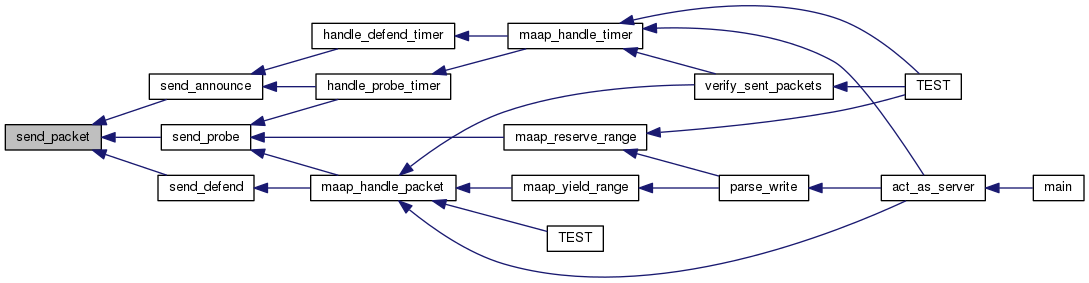 handle_defend_timer
maap_handle_timer
send_announce
handle_probe_timer
verify_sent_packets
TEST
send_packet
send_probe
maap_reserve_range
send_defend
maap_handle_packet
maap_yield_range
parse_write
act_as_server
main
TEST